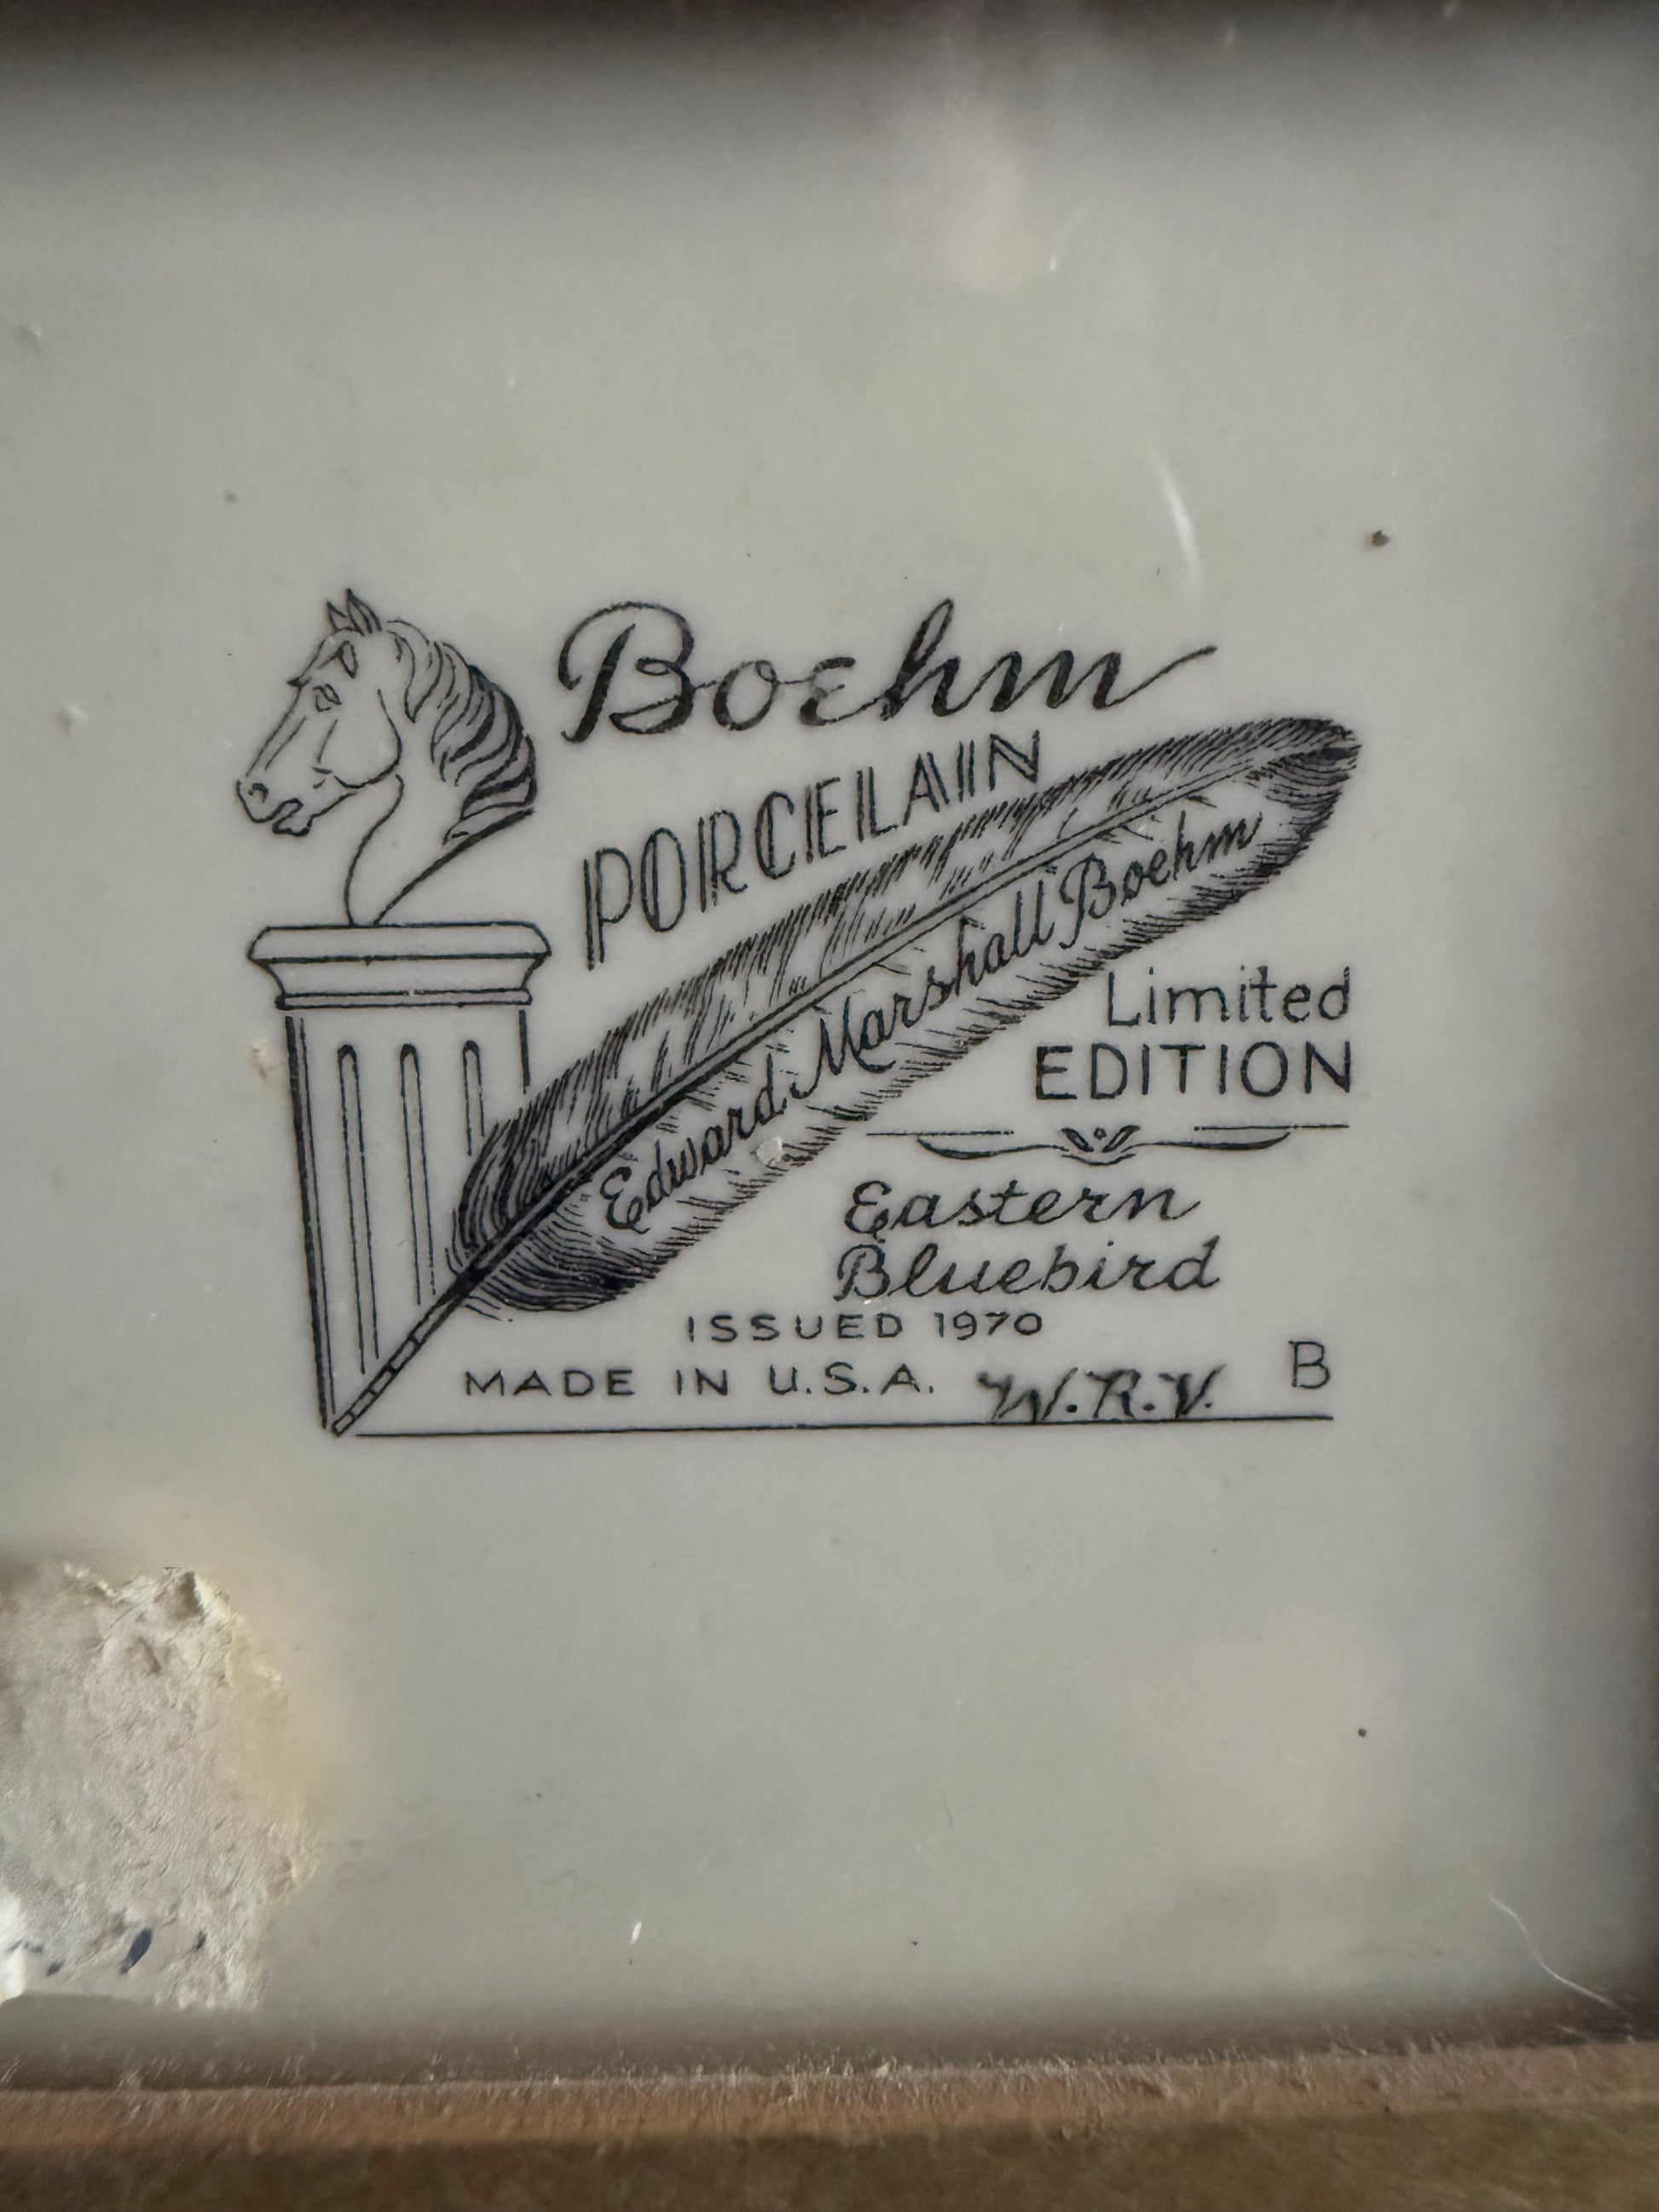 Boehm
PORCELAIN
Edward Marshall Boehm
Limited
EDITION
Eastern
Bluebird
ISSUED 1970
MADE IN U.S.A. W.R.V. B